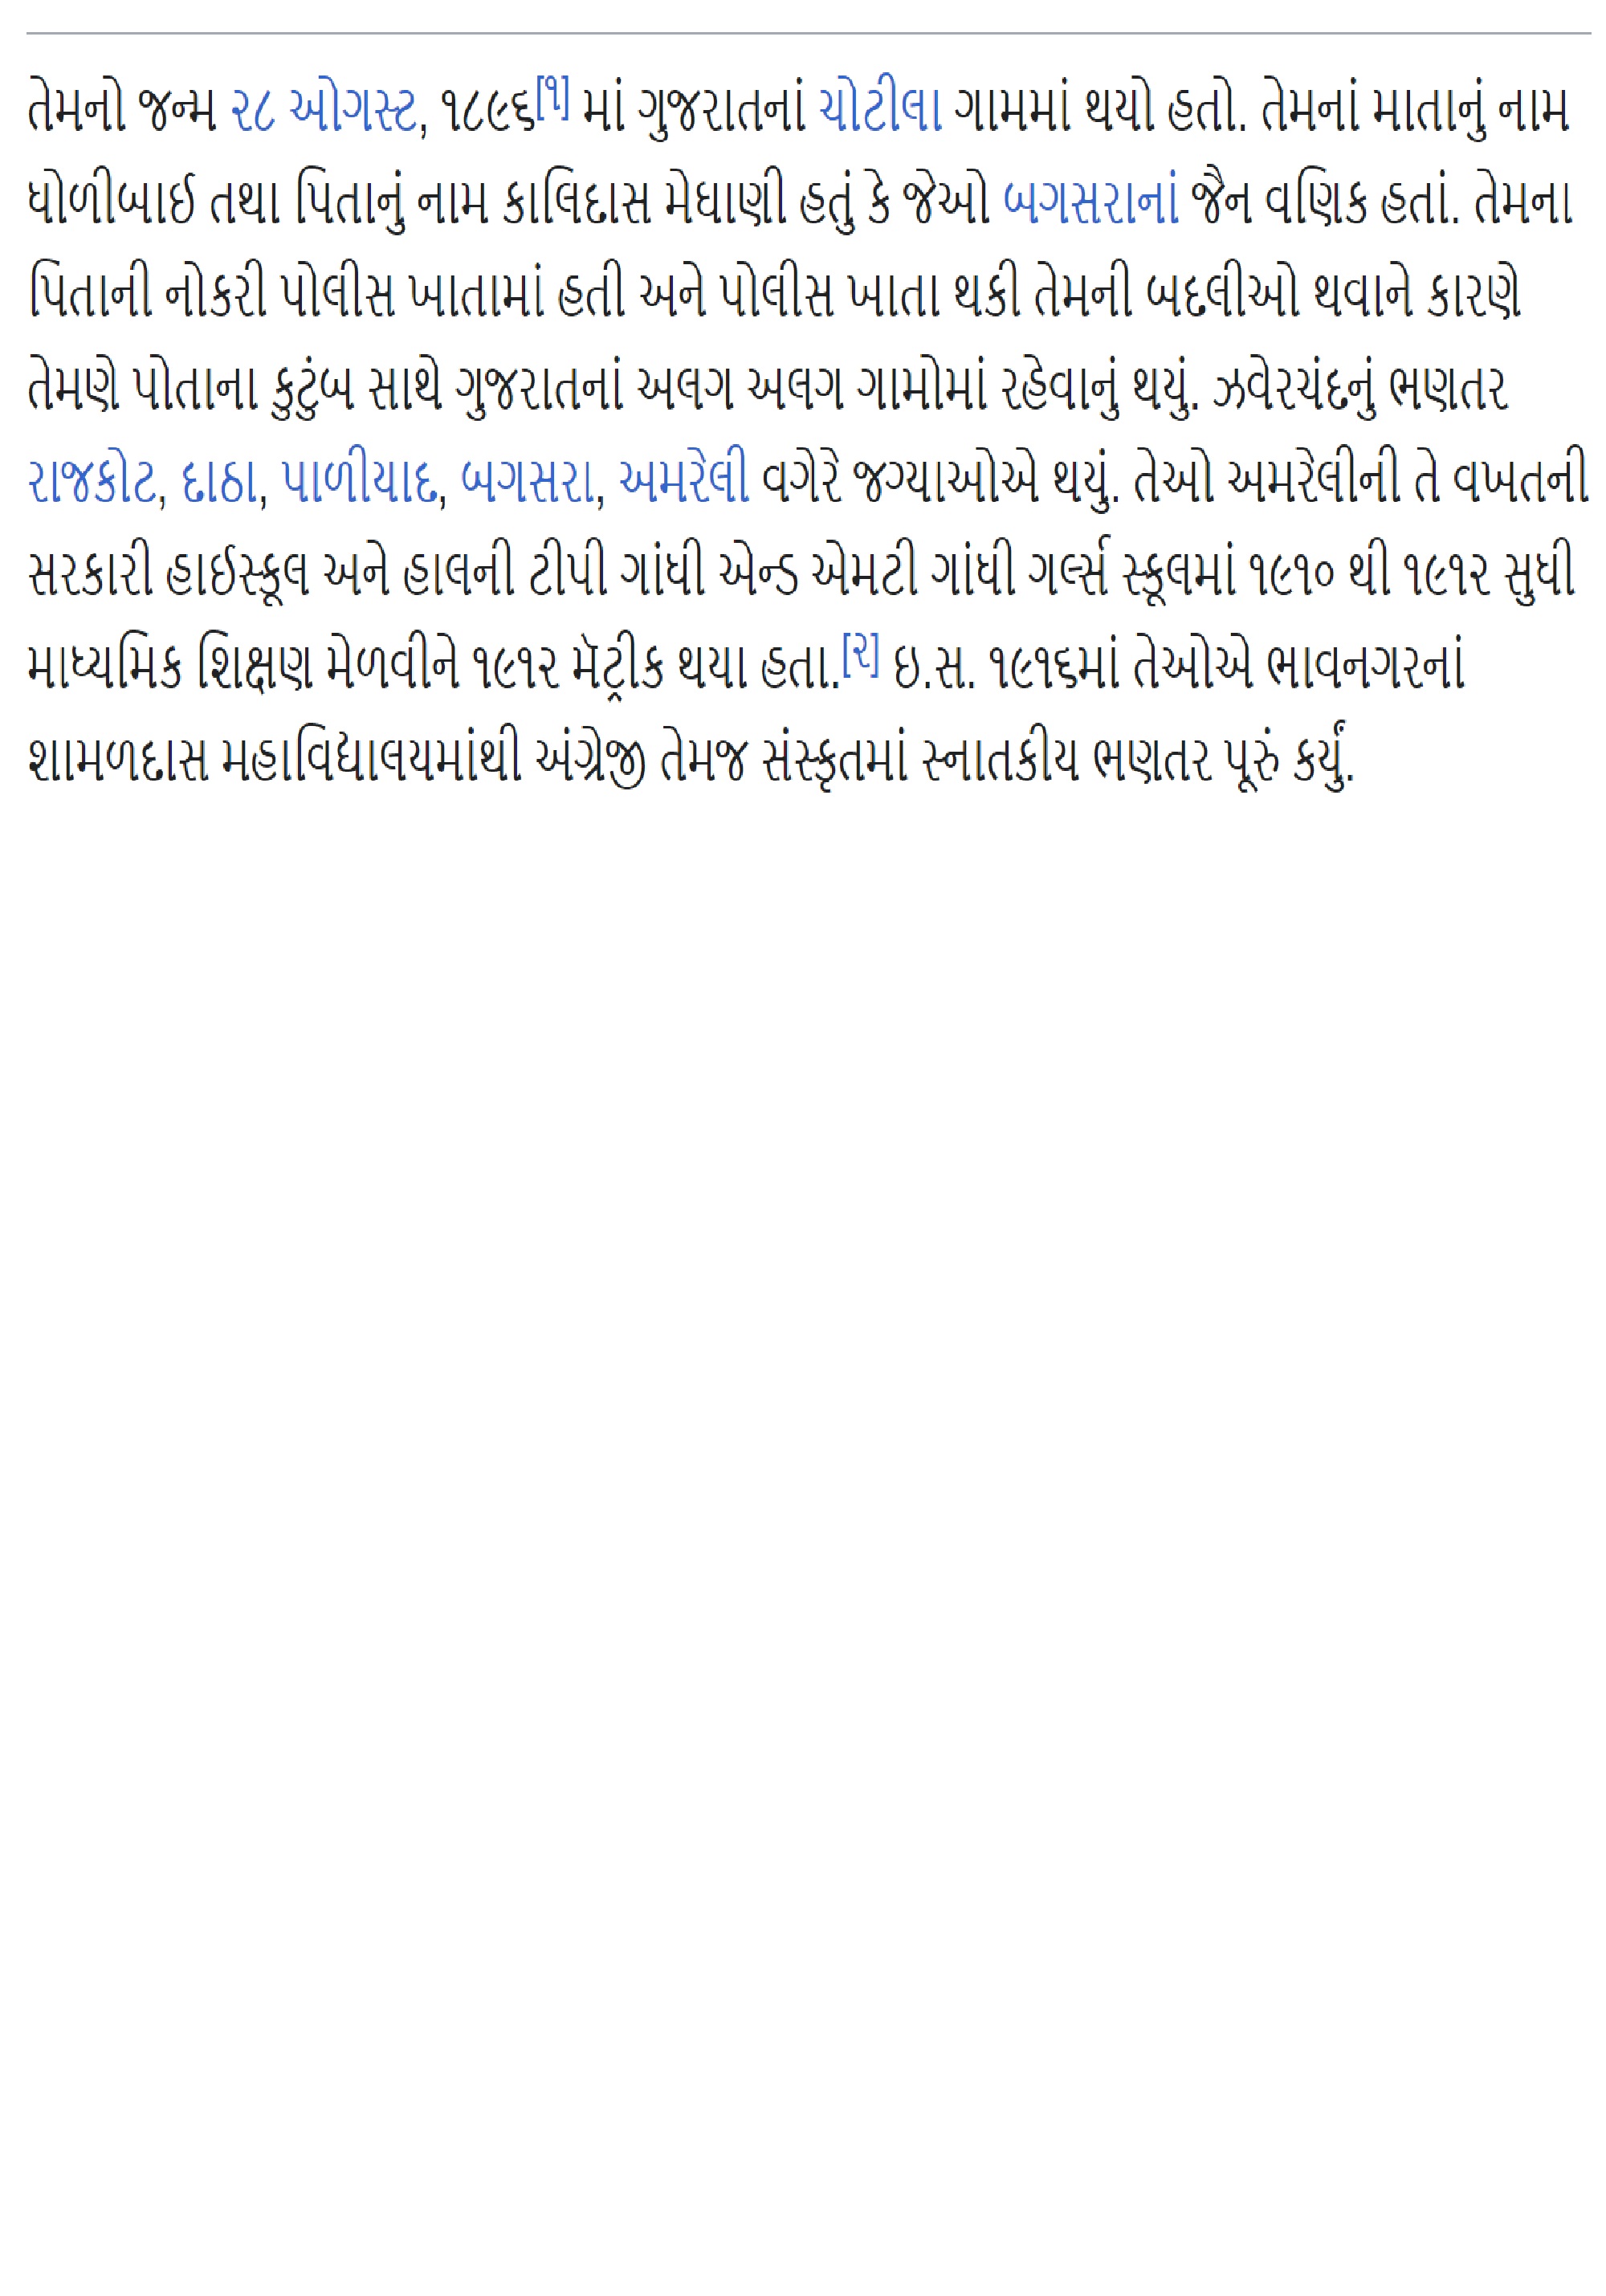 તેમનો જન્મ ૨૮ ઓગસ્ટ, ૧૮૯૬[૧] માં ગુજરાતનાં ચોટીલા ગામમાં થયો હતો. તેમનાં માતાનું નામ
ધોળીબાઈ તથા પિતાનું નામ કાલિદાસ મેઘાણી હતું કે જેઓ બગસરાનાં જૈન વણિક હતાં. તેમના
પિતાની નોકરી પોલીસ ખાતામાં હતી અને પોલીસ ખાતા થકી તેમની બદલીઓ થવાને કારણે
તેમણે પોતાના કુટુંબ સાથે ગુજરાતનાં અલગ અલગ ગામોમાં રહેવાનું થયું. ઝવેરચંદનું ભણતર
રાજકોટ, દાઠા, પાળીયાદ, બગસરા, અમરેલી વગેરે જગ્યાઓએ થયું. તેઓ અમરેલીની તે વખતની
સરકારી હાઈસ્કૂલ અને હાલની ટીપી ગાંધી એન્ડ એમટી ગાંધી ગર્લ્સ સ્કૂલમાં ૧૯૧૦ થી ૧૯૧૨ સુધી
માધ્યમિક શિક્ષણ મેળવીને ૧૯૧૨ મૅટ્રીક થયા હતા.[૨] ઇ.સ. ૧૯૧૬માં તેઓએ ભાવનગરનાં
શામળદાસ મહાવિદ્યાલયમાંથી અંગ્રેજી તેમજ સંસ્કૃતમાં સ્નાતકીય ભણતર પૂરું કર્યું.